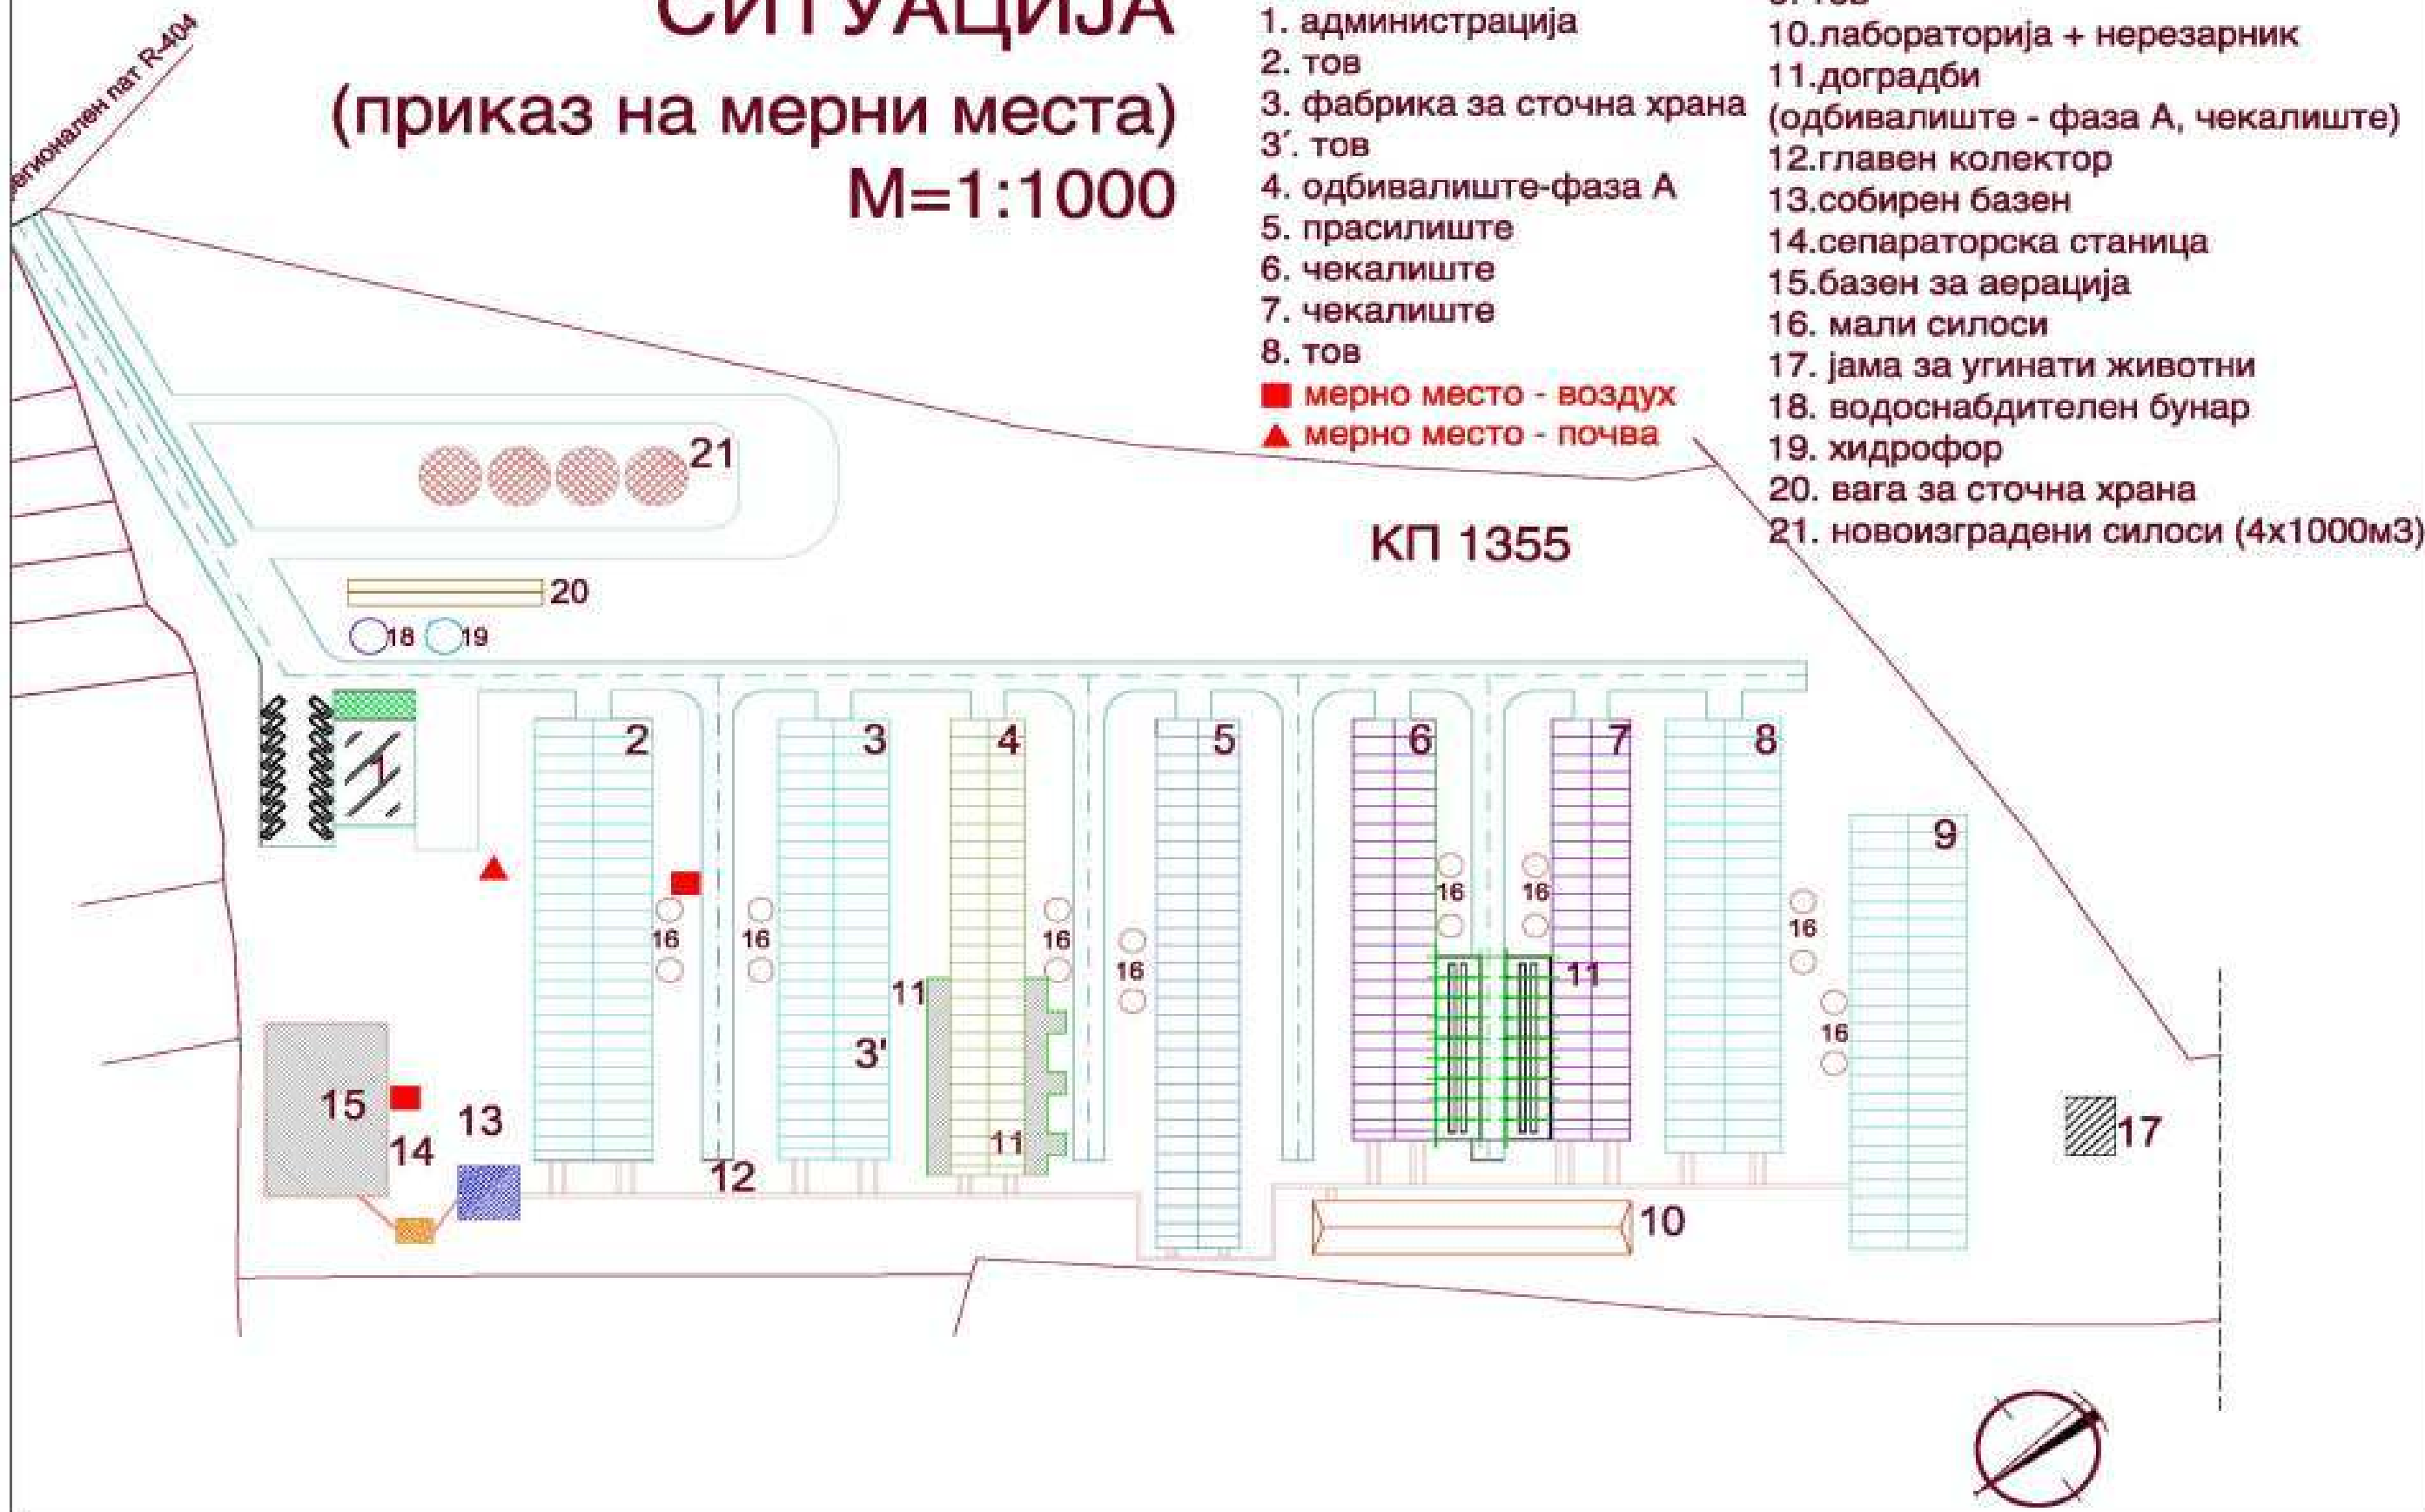 СИТУАЦИЈА
(приказ на мерни места)
М=1:1000
регионален пат R-404
1. администрација
2. тов
3. фабрика за сточна храна
3´. тов
4. одбивалиште-фаза А
5. прасилиште
6. чекалиште
7. чекалиште
8. тов
мерно место - воздух
мерно место - почва
9. тов
10.лабораторија + нерезарник
11.доградби
(одбивалиште - фаза А, чекалиште)
12.главен колектор
13.собирен базен
14.сепараторска станица
15.базен за аерација
16. мали силоси
17. јама за угинати животни
18. водоснабдителен бунар
19. хидрофор
20. вага за сточна храна
21. новоизградени силоси (4х1000м3)
21
КП 1355
20
18 19
1 2 3 4 5 6 7 8
9
16 16
16 16 16 16
16
11 11
16
3'
15 13
14 11
12
17
10